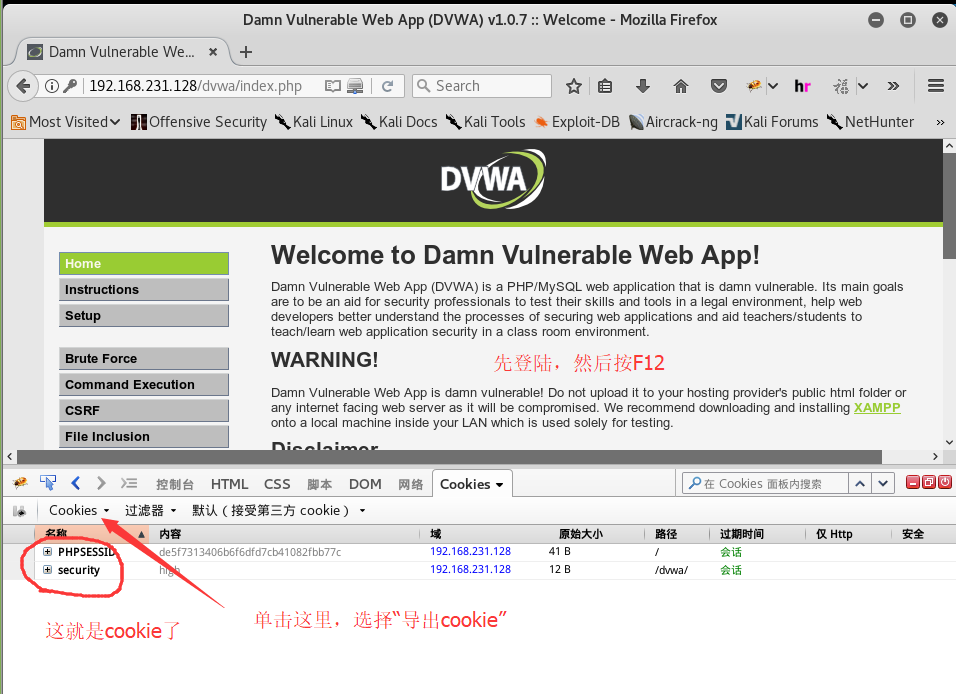 Damn Vulnerable Web App (DVWA) v1.0.7 :: Welcome - Mozilla Firefox
Damn Vulnerable We...
192.168.231.128/dvwa/index.php
Search
hr
Most Visited
Offensive Security
Kali Linux
Kali Docs
Kali Tools
Exploit-DB
Aircrack-ng
Kali Forums
NetHunter
»
DVWA
Home
Instructions
Setup
Brute Force
Command Execution
CSRF
File Inclusion
Welcome to Damn Vulnerable Web App!
Damn Vulnerable Web App (DVWA) is a PHP/MySQL web application that is damn vulnerable. Its main goals
are to be an aid for security professionals to test their skills and tools in a legal environment, help web
developers better understand the processes of securing web applications and aid teachers/students to
teach/learn web application security in a class room environment.
WARNING!
先登陆，然后按F12
Damn Vulnerable Web App is damn vulnerable! Do not upload it to your hosting provider's public html folder or
any internet facing web server as it will be compromised. We recommend downloading and installing XAMPP
onto a local machine inside your LAN which is used solely for testing.
Disclaimer
控制台 HTML CSS 脚本 DOM 网络 Cookies
在 Cookies 面板内搜索
Cookies 过滤器 默认（接受第三方 cookie）
名称 内容 域 原始大小 路径 过期时间 仅 Http 安全
PHPSESSID de5f7313406b6f6dfd7cb41082fbb77c 192.168.231.128 41 B / 会话
security high 192.168.231.128 12 B /dvwa/ 会话
单击这里，选择“导出cookie”
这就是cookie了